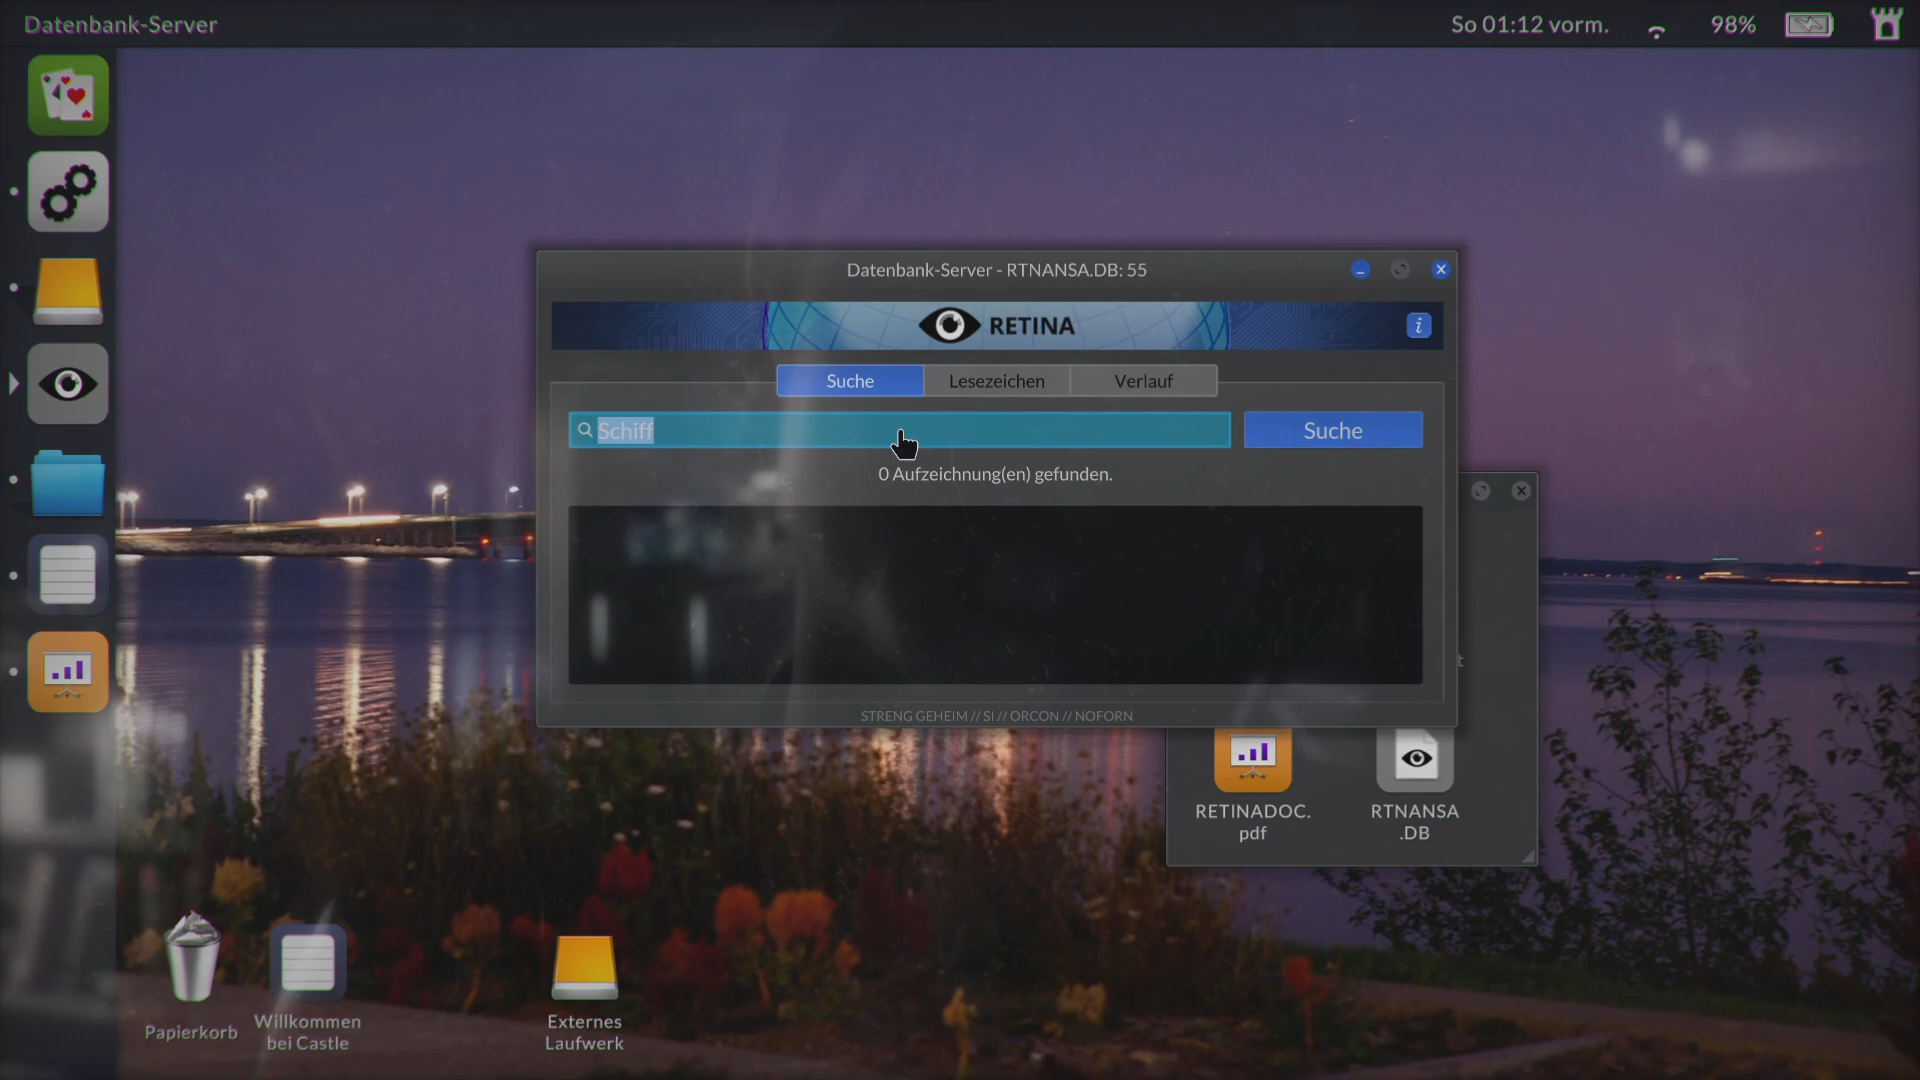 Datenbank-Server
So 01:12 vorm.
98%
Datenbank-Server - RTNANSA.DB: 55
RETINA
i
Suche
Lesezeichen
Verlauf
Schiff
Suche
0 Aufzeichnung(en) gefunden.
STRENG GEHEIM // SI // ORCON // NOFORN
t
RETINADOC.
pdf
RTNANSA
.DB
Papierkorb
Willkommen
bei Castle
Externes
Laufwerk